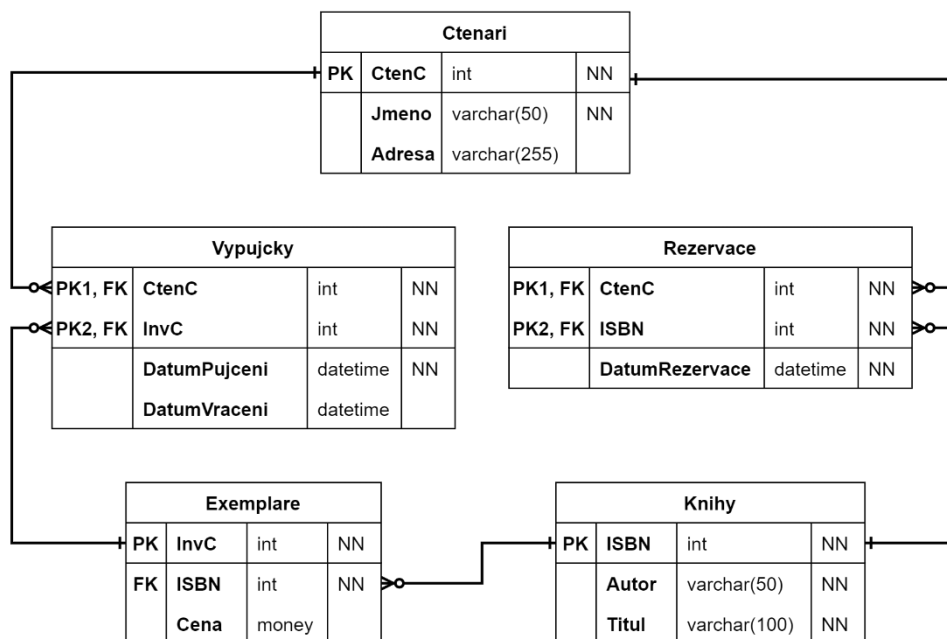 Ctenari
PK CtenC int NN
Jmeno varchar(50) NN
Adresa varchar(255)
Vypujcky
PK1, FK CtenC int NN
PK2, FK InvC int NN
DatumPujceni datetime NN
DatumVraceni datetime
Rezervace
PK1, FK CtenC int NN
PK2, FK ISBN int NN
DatumRezervace datetime NN
Exemplare
PK InvC int NN
FK ISBN int NN
Cena money
Knihy
PK ISBN int NN
Autor varchar(50) NN
Titul varchar(100) NN